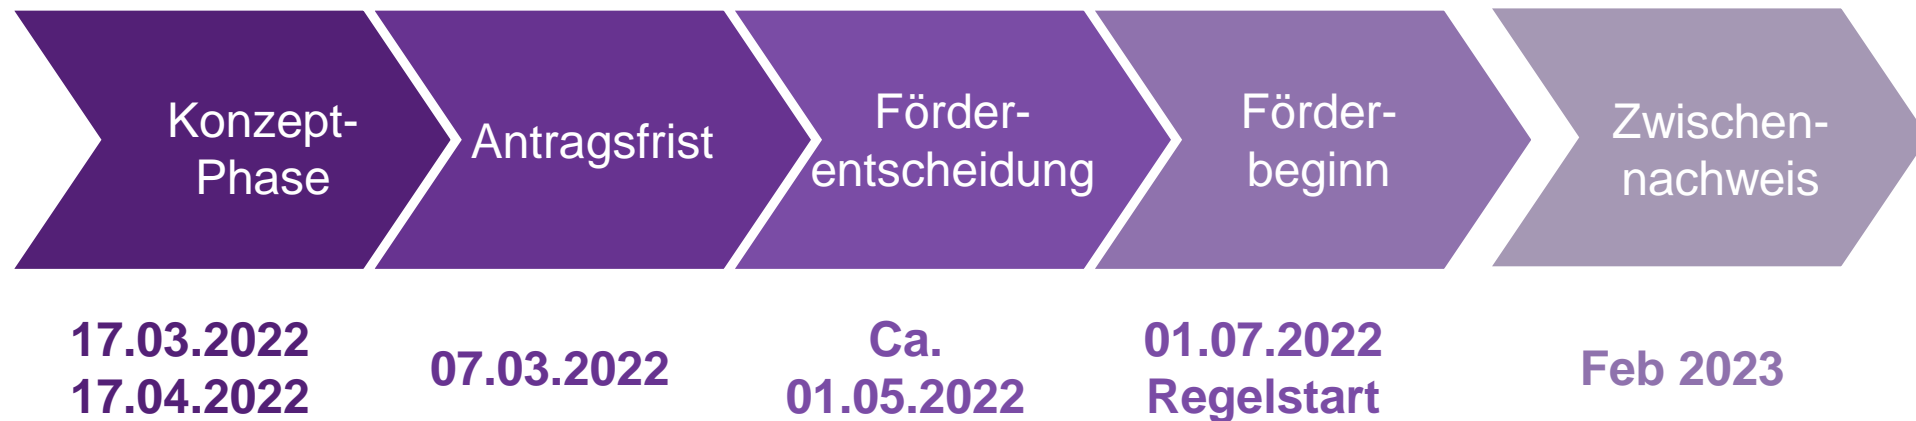 Konzept-
Phase
Antragsfrist
Förder-
entscheidung
Förder-
beginn
Zwischen-
nachweis
17.03.2022
17.04.2022
07.03.2022
Ca.
01.05.2022
01.07.2022
Regelstart
Feb 2023